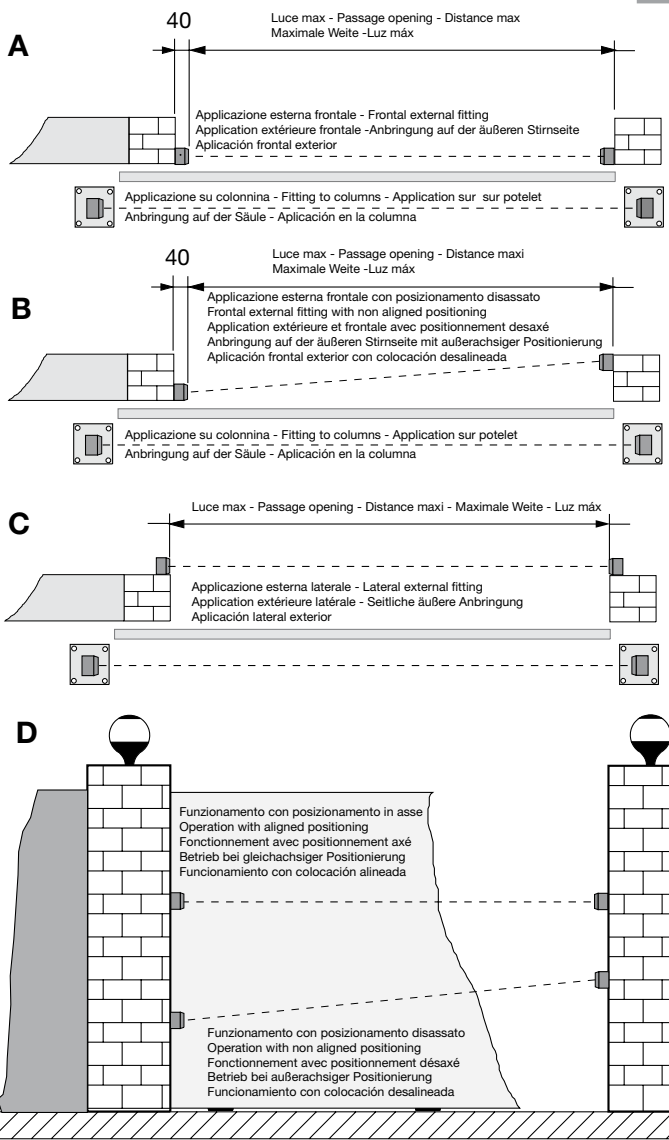 A
40
Luce max - Passage opening - Distance max
Maximale Weite -Luz máx
Applicazione esterna frontale - Frontal external fitting
Application extérieure frontale -Anbringung auf der äußeren Stirnseite
Aplicación frontal exterior
Applicazione su colonnina - Fitting to columns - Application sur sur potelet
Anbringung auf der Säule - Aplicación en la columna
B
40
Luce max - Passage opening - Distance maxi
Maximale Weite -Luz máx
Applicazione esterna frontale con posizionamento disassato
Frontal external fitting with non aligned positioning
Application extérieure et frontale avec positionnement desaxé
Anbringung auf der äußeren Stirnseite mit außerachsiger Positionierung
Aplicación frontal exterior con colocación desalineada
Applicazione su colonnina - Fitting to columns - Application sur potelet
Anbringung auf der Säule - Aplicación en la columna
C
Luce max - Passage opening - Distance maxi - Maximale Weite - Luz máx
Applicazione esterna laterale - Lateral external fitting
Application extérieure latérale - Seitliche äußere Anbringung
Aplicación lateral exterior
D
Funzionamento con posizionamento in asse
Operation with aligned positioning
Fonctionnement avec positionnement axé
Betrieb bei gleichachsiger Positionierung
Funcionamiento con colocación alineada
Funzionamento con posizionamento disassato
Operation with non aligned positioning
Fonctionnement avec positionnement désaxé
Betrieb bei außerachsiger Positionierung
Funcionamiento con colocación desalineada